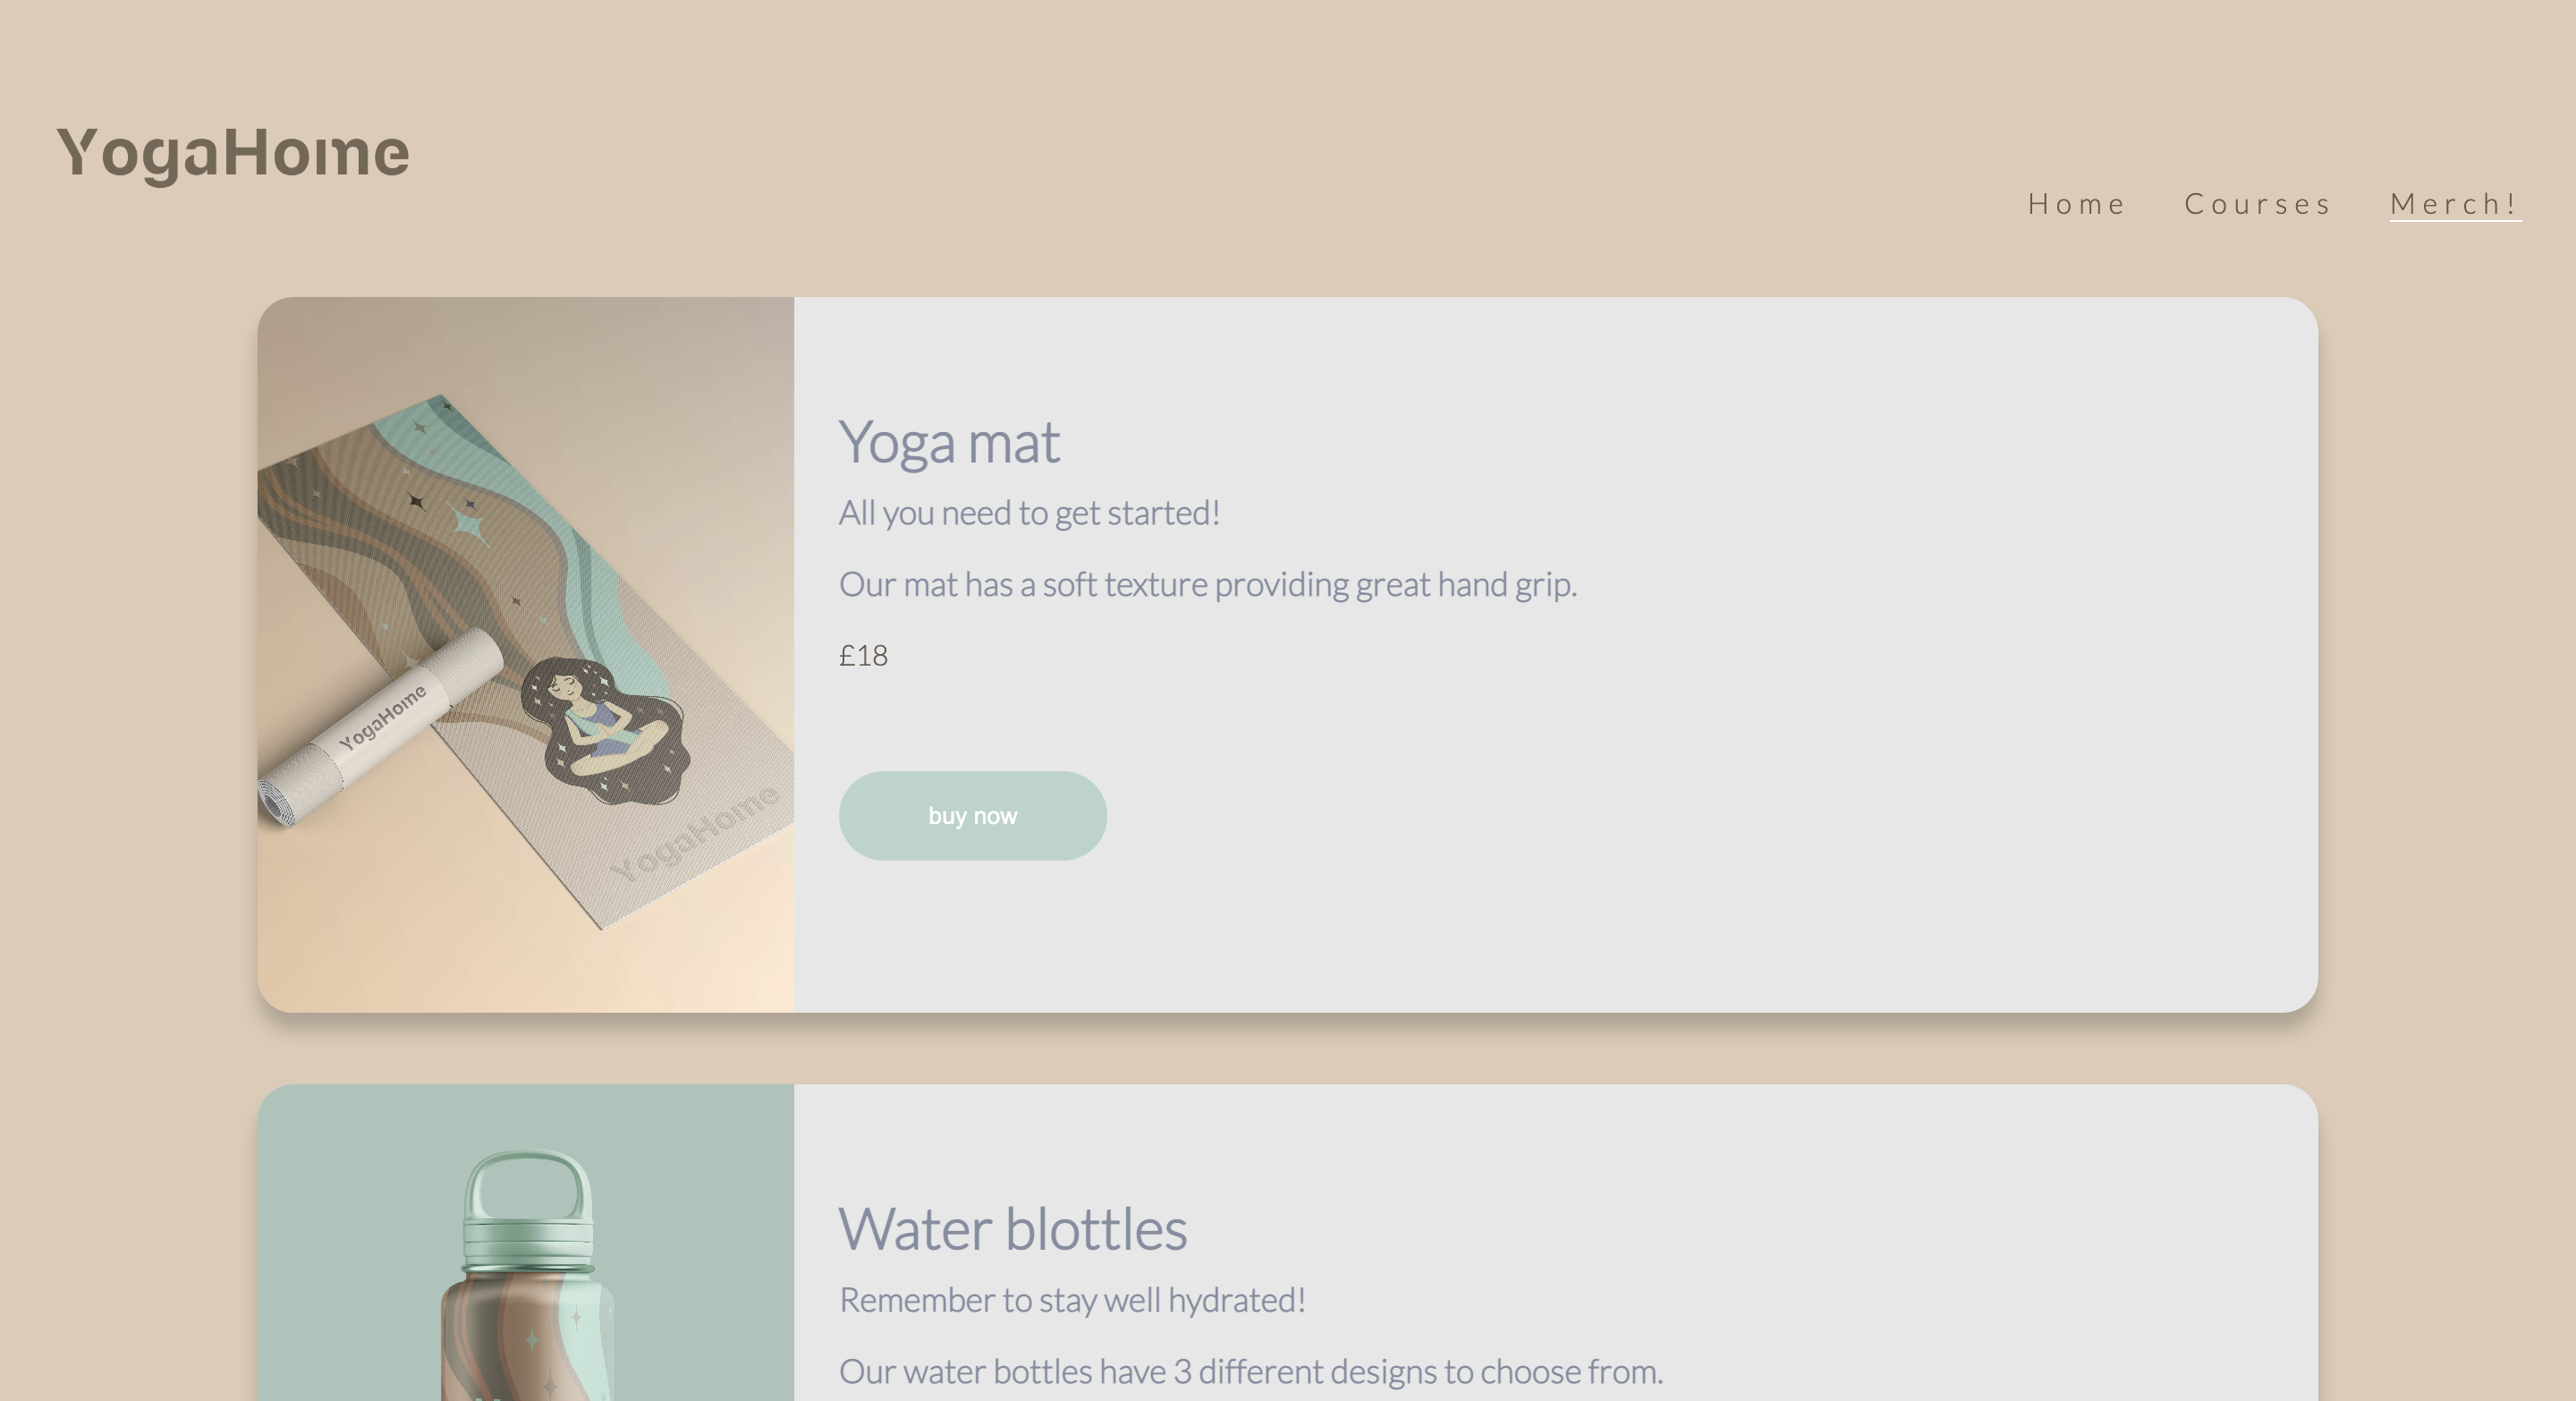 YogaHome
Home Courses Merch!
Yoga mat
All you need to get started!
Our mat has a soft texture providing great hand grip.
£18
YogaHome
YogaHome
buy now
Water blottles
Remember to stay well hydrated!
Our water bottles have 3 different designs to choose from.